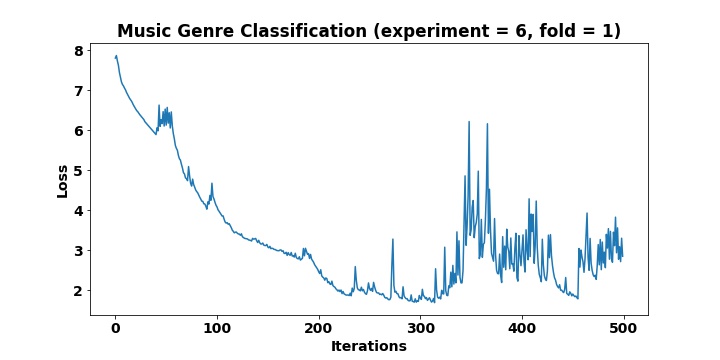 Music Genre Classification (experiment = 6, fold = 1)
8
7
6
5
4
3
2
Loss
0 100 200 300 400 500
Iterations